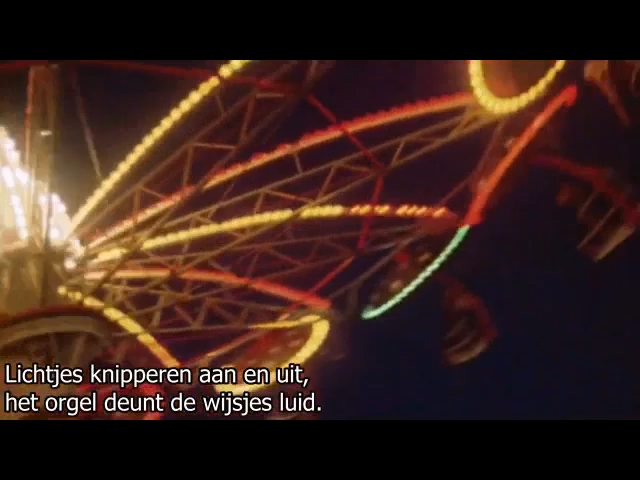 Lichtjes knipperen aan en uit,
het orgel deunt de wijsjes luid.